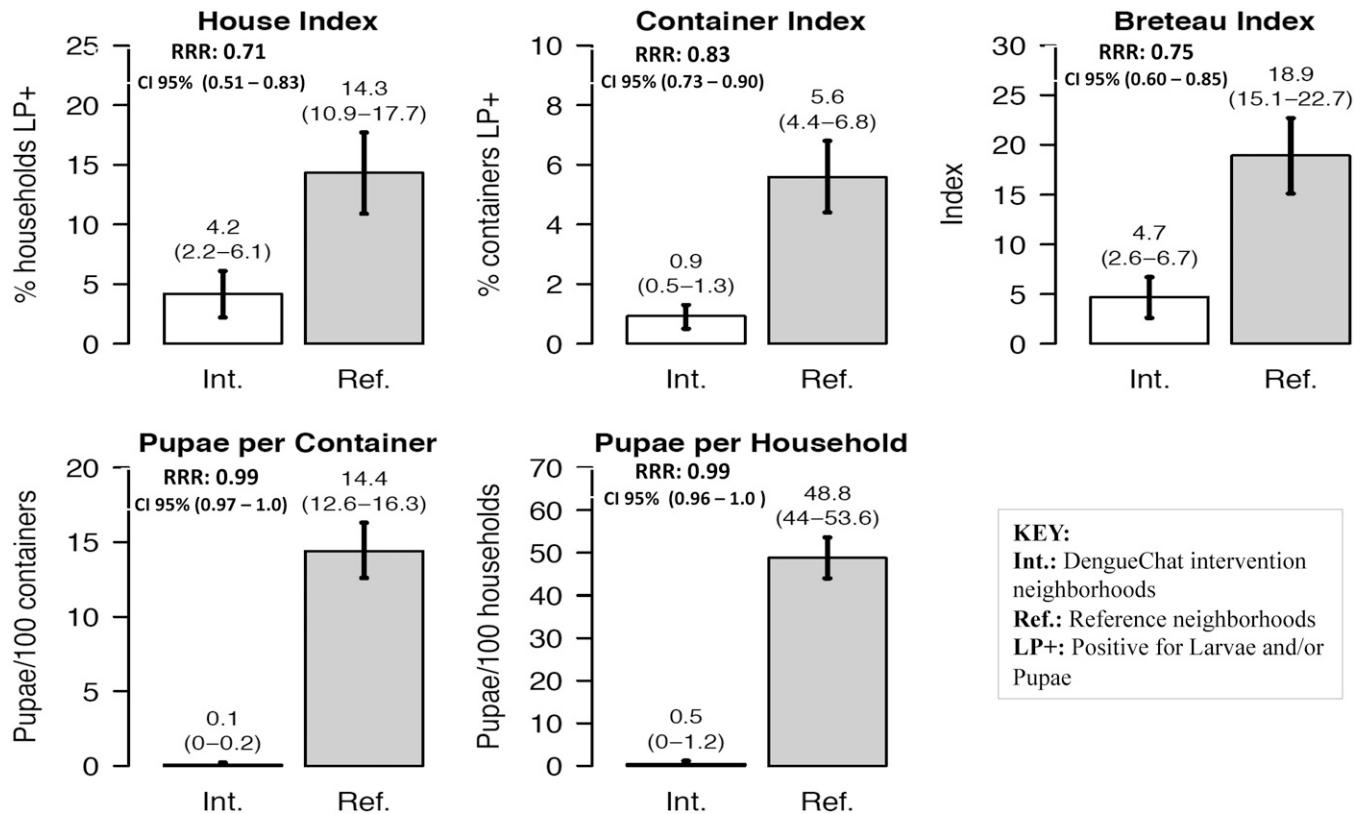 House Index
RRR: 0.71
CI 95% (0.51 – 0.83)
% households LP+
25
20
15
10
5
0
14.3
(10.9–17.7)
4.2
(2.2–6.1)
Int.
Ref.
Container Index
RRR: 0.83
CI 95% (0.73 – 0.90)
% containers LP+
10
8
6
4
2
0
5.6
(4.4–6.8)
0.9
(0.5–1.3)
Int.
Ref.
Breteau Index
RRR: 0.75
CI 95% (0.60 – 0.85)
Index
30
25
20
15
10
5
0
18.9
(15.1–22.7)
4.7
(2.6–6.7)
Int.
Ref.
Pupae per Container
RRR: 0.99
CI 95% (0.97 – 1.0)
Pupae/100 containers
20
15
10
5
0
14.4
(12.6–16.3)
0.1
(0–0.2)
Int.
Ref.
Pupae per Household
RRR: 0.99
CI 95% (0.96 – 1.0 )
Pupae/100 households
70
60
50
40
30
20
10
0
48.8
(44–53.6)
0.5
(0–1.2)
Int.
Ref.
KEY:
Int.: DengueChat intervention
neighborhoods
Ref.: Reference neighborhoods
LP+: Positive for Larvae and/or
Pupae